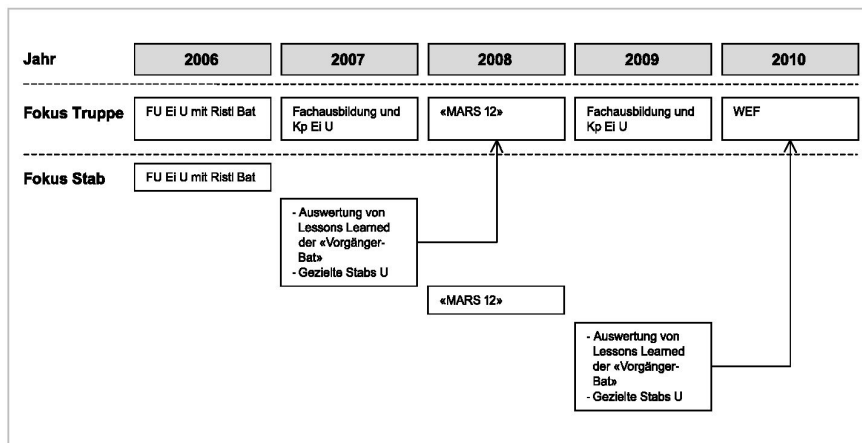 Jahr 2006 2007 2008 2009 2010
Fokus Truppe FU Ei U mit Ristl Bat Fachausbildung und «MARS 12» Fachausbildung und WEF
Kp Ei U Kp Ei U
Fokus Stab FU Ei U mit Ristl Bat
- Auswertung von
Lessons Learned
der «Vorgänger-
Bat»
- Gezielte Stabs U
«MARS 12»
- Auswertung von
Lessons Learned
der «Vorgänger-
Bat»
- Gezielte Stabs U